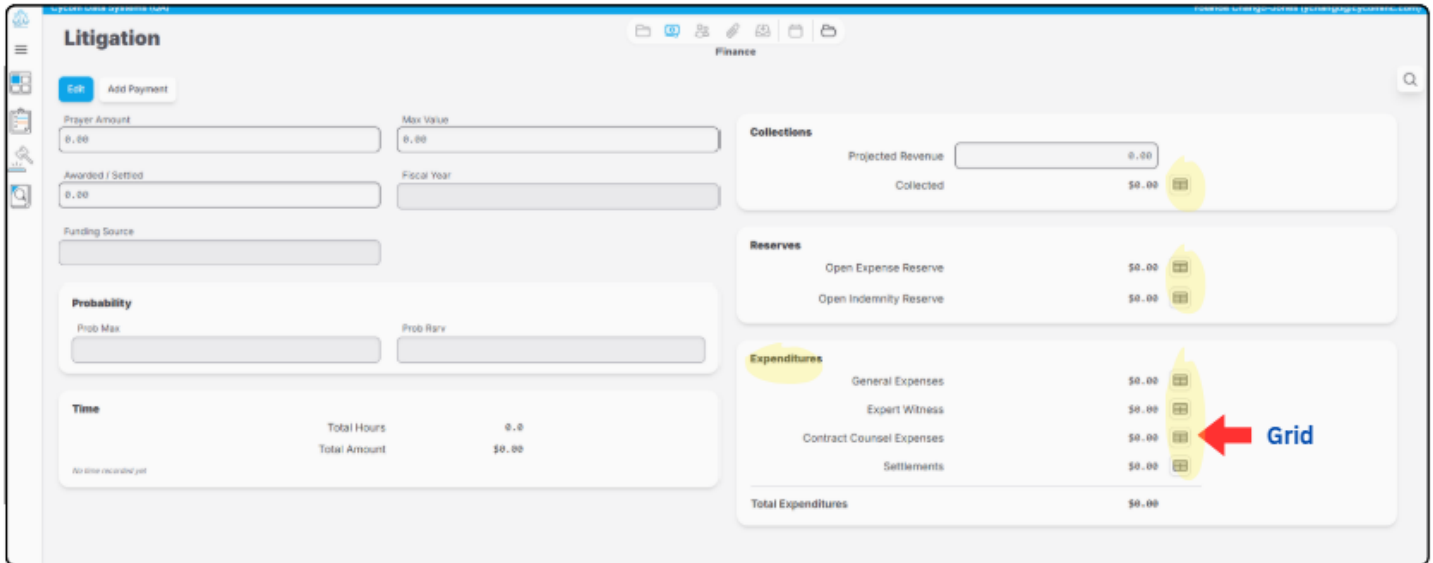 Cycom Data Systems (QA)
Litigation
Finance
Edit
Add Payment
Prayer Amount
Max Value
0.00
0.00
Awarded / Settled
Fiscal Year
0.00
Funding Source
Probability
Prob Max
Prob Rsrv
Time
Total Hours 0.0
Total Amount $0.00
No time recorded yet
Collections
Projected Revenue 0.00
Collected $0.00
Reserves
Open Expense Reserve $0.00
Open Indemnity Reserve $0.00
Expenditures
General Expenses $0.00
Expert Witness $0.00
Contract Counsel Expenses $0.00
Settlements $0.00
Total Expenditures $0.00
Grid